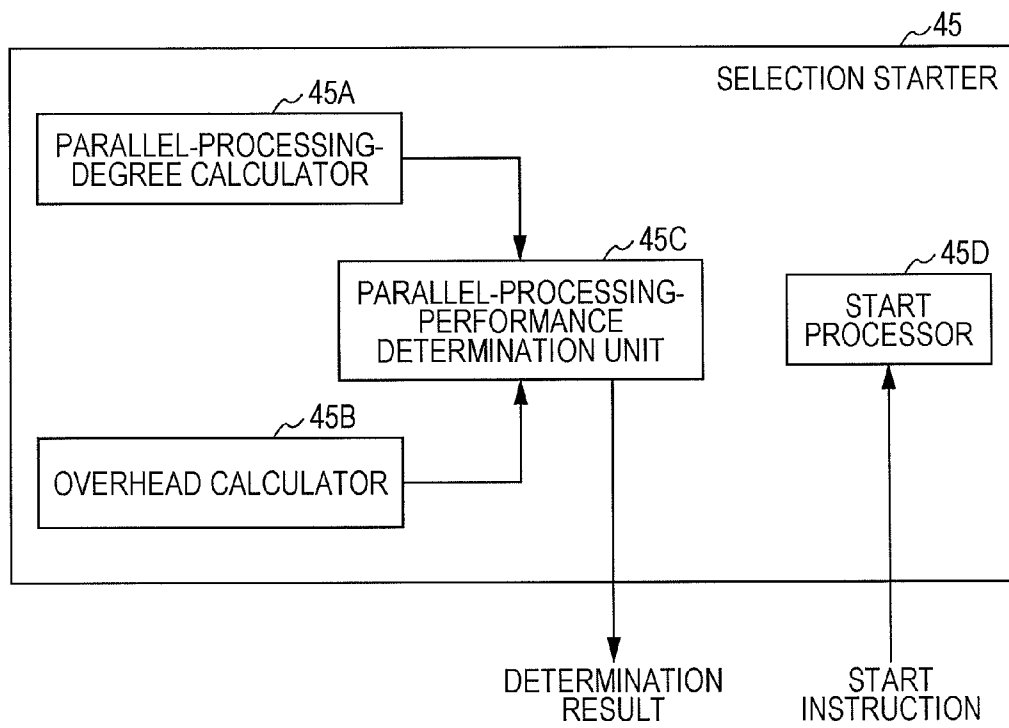 45
SELECTION STARTER
45A
PARALLEL-PROCESSING-
DEGREE CALCULATOR
45C
PARALLEL-PROCESSING-
PERFORMANCE
DETERMINATION UNIT
45D
START
PROCESSOR
45B
OVERHEAD CALCULATOR
DETERMINATION
RESULT
START
INSTRUCTION